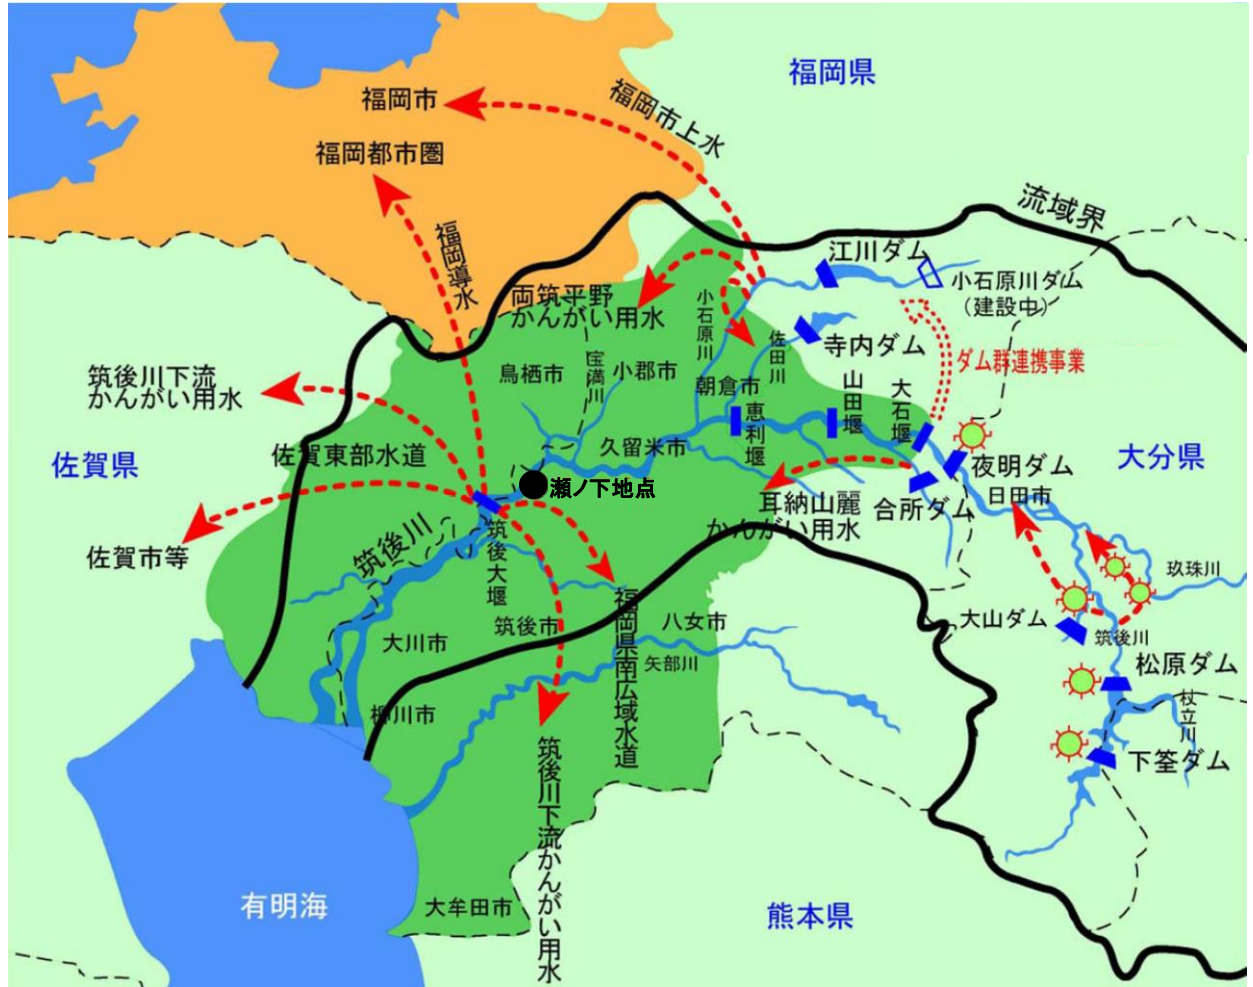 福岡県
福岡市
福岡市上水
福岡都市圏
流域界
福岡導水
江川ダム
小石原川ダム
(建設中)
両筑平野
かんがい用水
小石原川
佐田川
寺内ダム
ダム群連携事業
宝満川
鳥栖市
小郡市
朝倉市
山田堰
大石堰
恵利堰
筑後川下流
かんがい用水
佐賀県
佐賀東部水道
久留米市
大分県
夜明ダム
日田市
瀬ノ下地点
耳納山麓
かんがい用水
合所ダム
佐賀市等
筑後川
筑後大堰
玖珠川
大山ダム
筑後川
福岡県南広域水道
八女市
筑後市
大川市
矢部川
松原ダム
杖立川
柳川市
下筌ダム
筑後川下流かんがい用水
有明海
大牟田市
熊本県